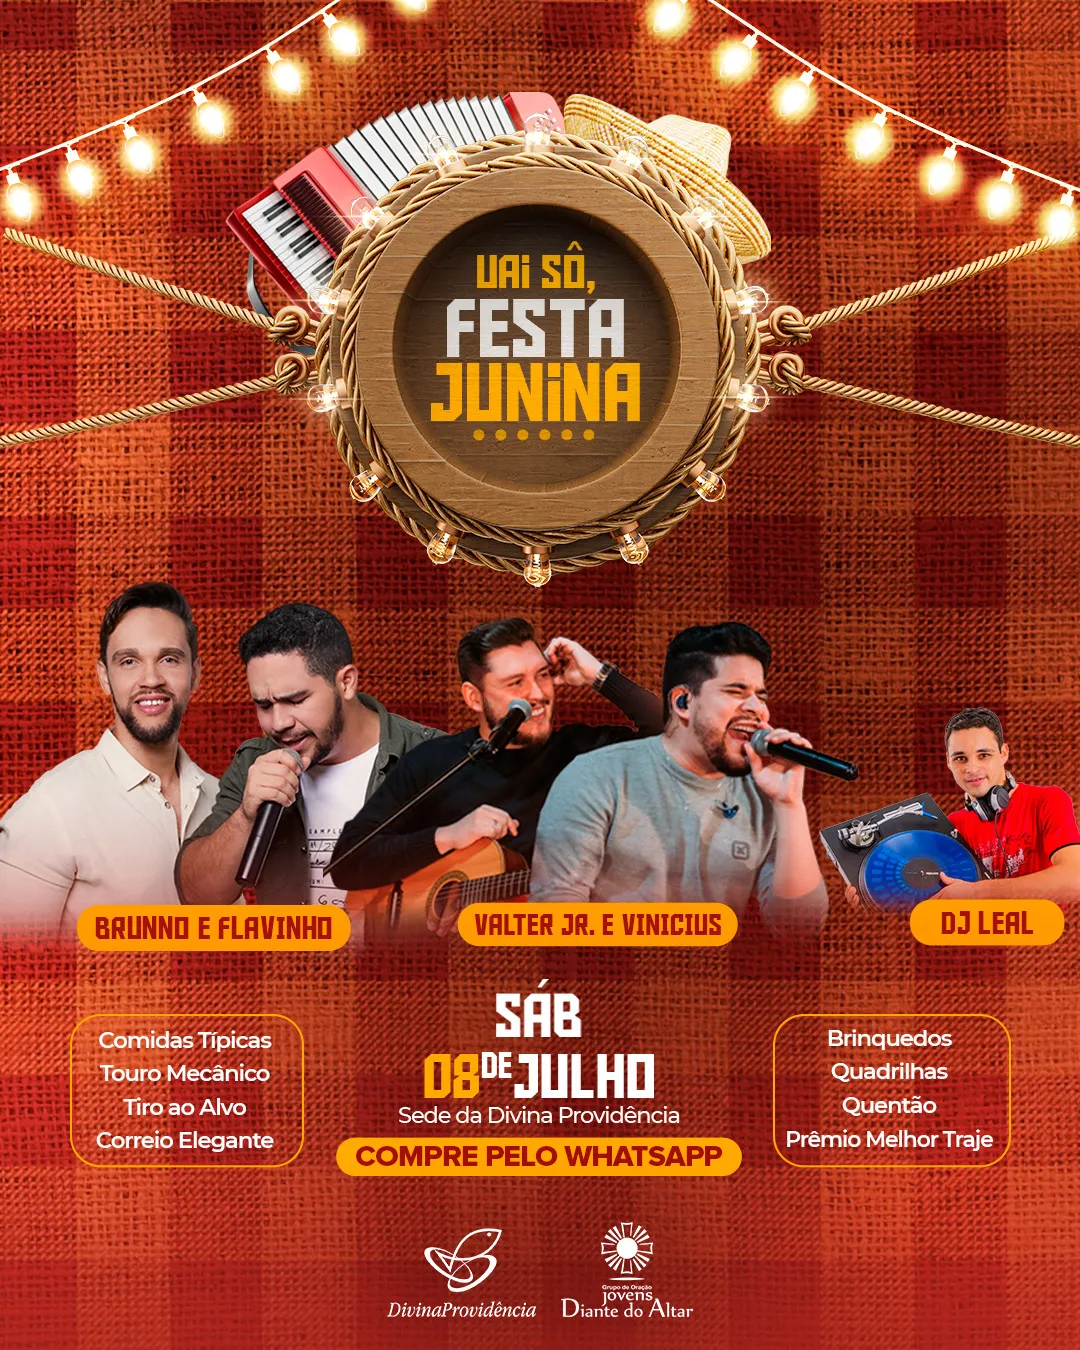 UAi SÔ,
FESTA
JUNiNA
BRUNNO E FLAVINHO
VALTER JR. E VINICIUS
DJ LEAL
SÁB
08 DE JULHO
Sede da Divina Providência
COMPRE PELO WHATSAPP
Comidas Típicas
Touro Mecânico
Tiro ao Alvo
Correio Elegante
Brinquedos
Quadrilhas
Quentão
Prêmio Melhor Traje
DivinaProvidência
Grupo de Oração
jovens
Diante do Altar